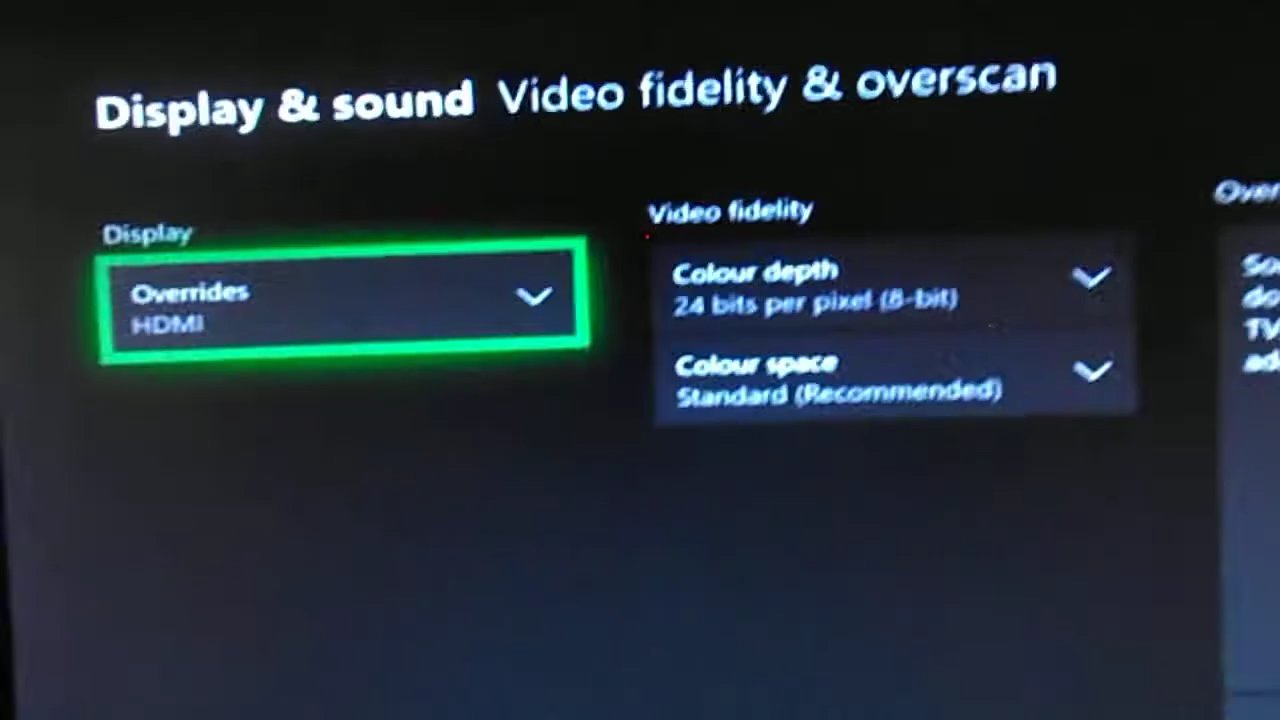 Display & sound Video fidelity & overscan
Display
Overrides
HDMI
Video fidelity
Colour depth
24 bits per pixel (8-bit)
Colour space
Standard (Recommended)
TV